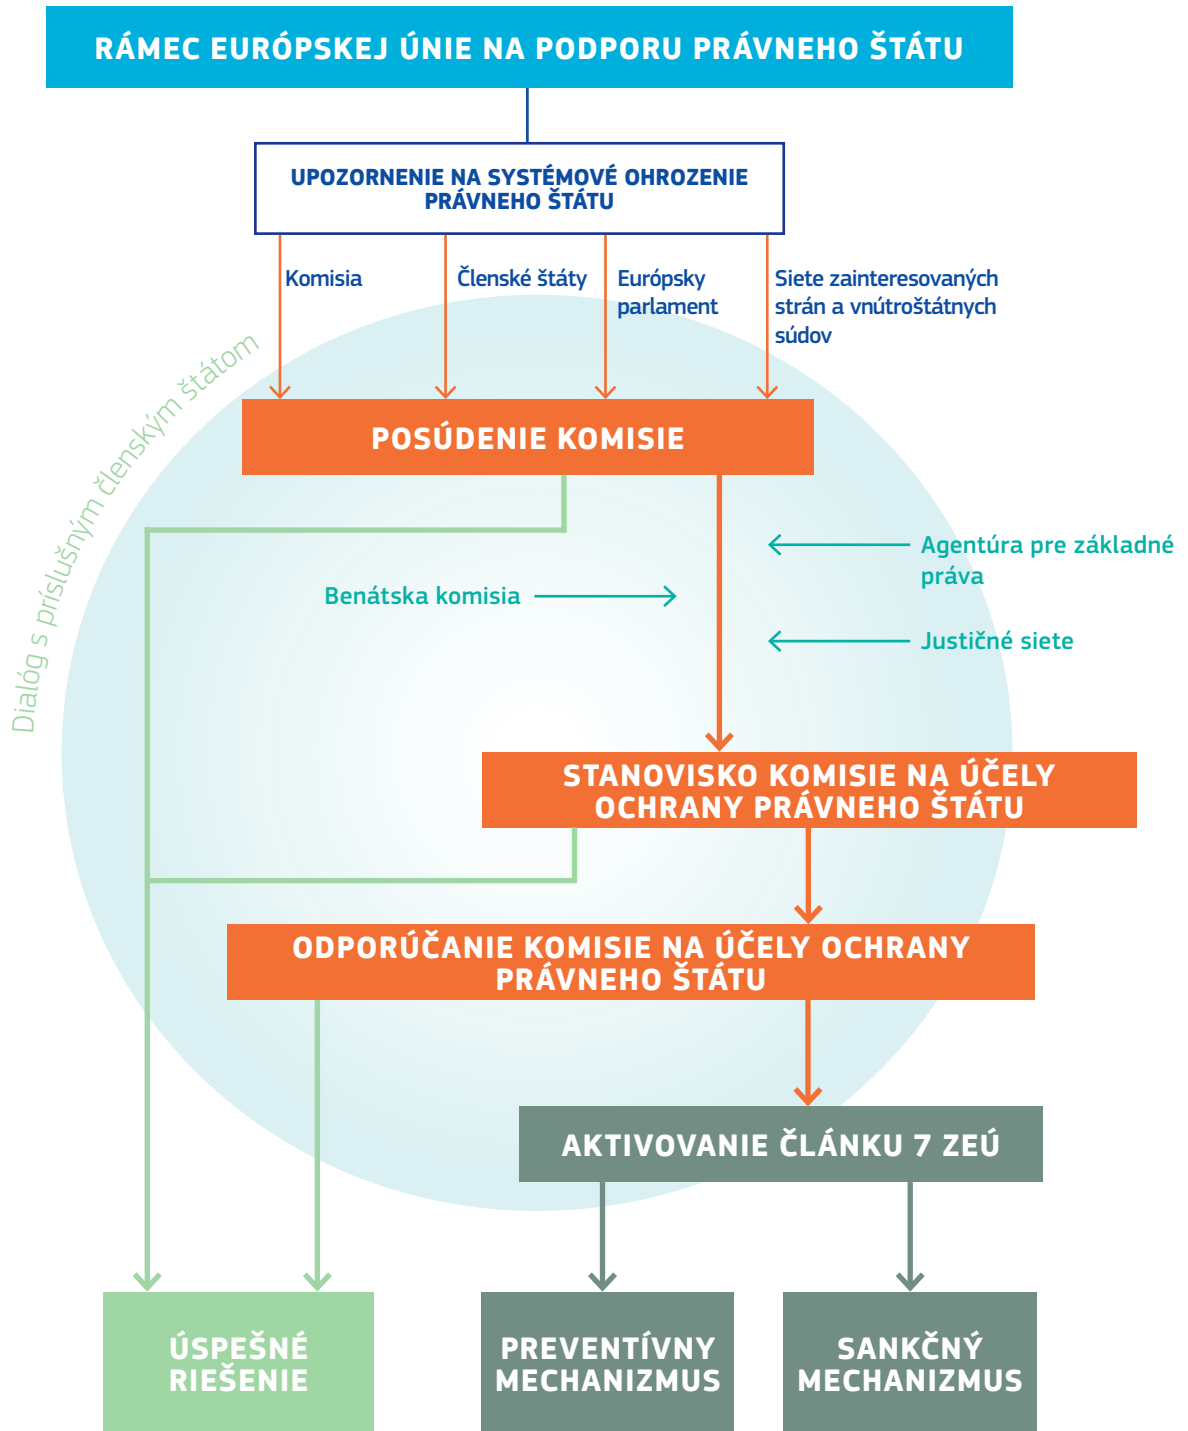 RÁMEC EURÓPSKEJ ÚNIE NA PODPORU PRÁVNEHO ŠTÁTU
UPOZORNENIE NA SYSTÉMOVÉ OHROZENIE
PRÁVNEHO ŠTÁTU
Komisia
Členské štáty
Európsky
parlament
Siete zainteresovaných
strán a vnútroštátnych
súdov
Dialóg s príslušným členským štátom
POSÚDENIE KOMISIE
Agentúra pre základné
práva
Benátska komisia
Justičné siete
STANOVISKO KOMISIE NA ÚČELY
OCHRANY PRÁVNEHO ŠTÁTU
ODPORÚČANIE KOMISIE NA ÚČELY OCHRANY
PRÁVNEHO ŠTÁTU
AKTIVOVANIE ČLÁNKU 7 ZEÚ
ÚSPEŠNÉ
RIEŠENIE
PREVENTÍVNY
MECHANIZMUS
SANKČNÝ
MECHANIZMUS